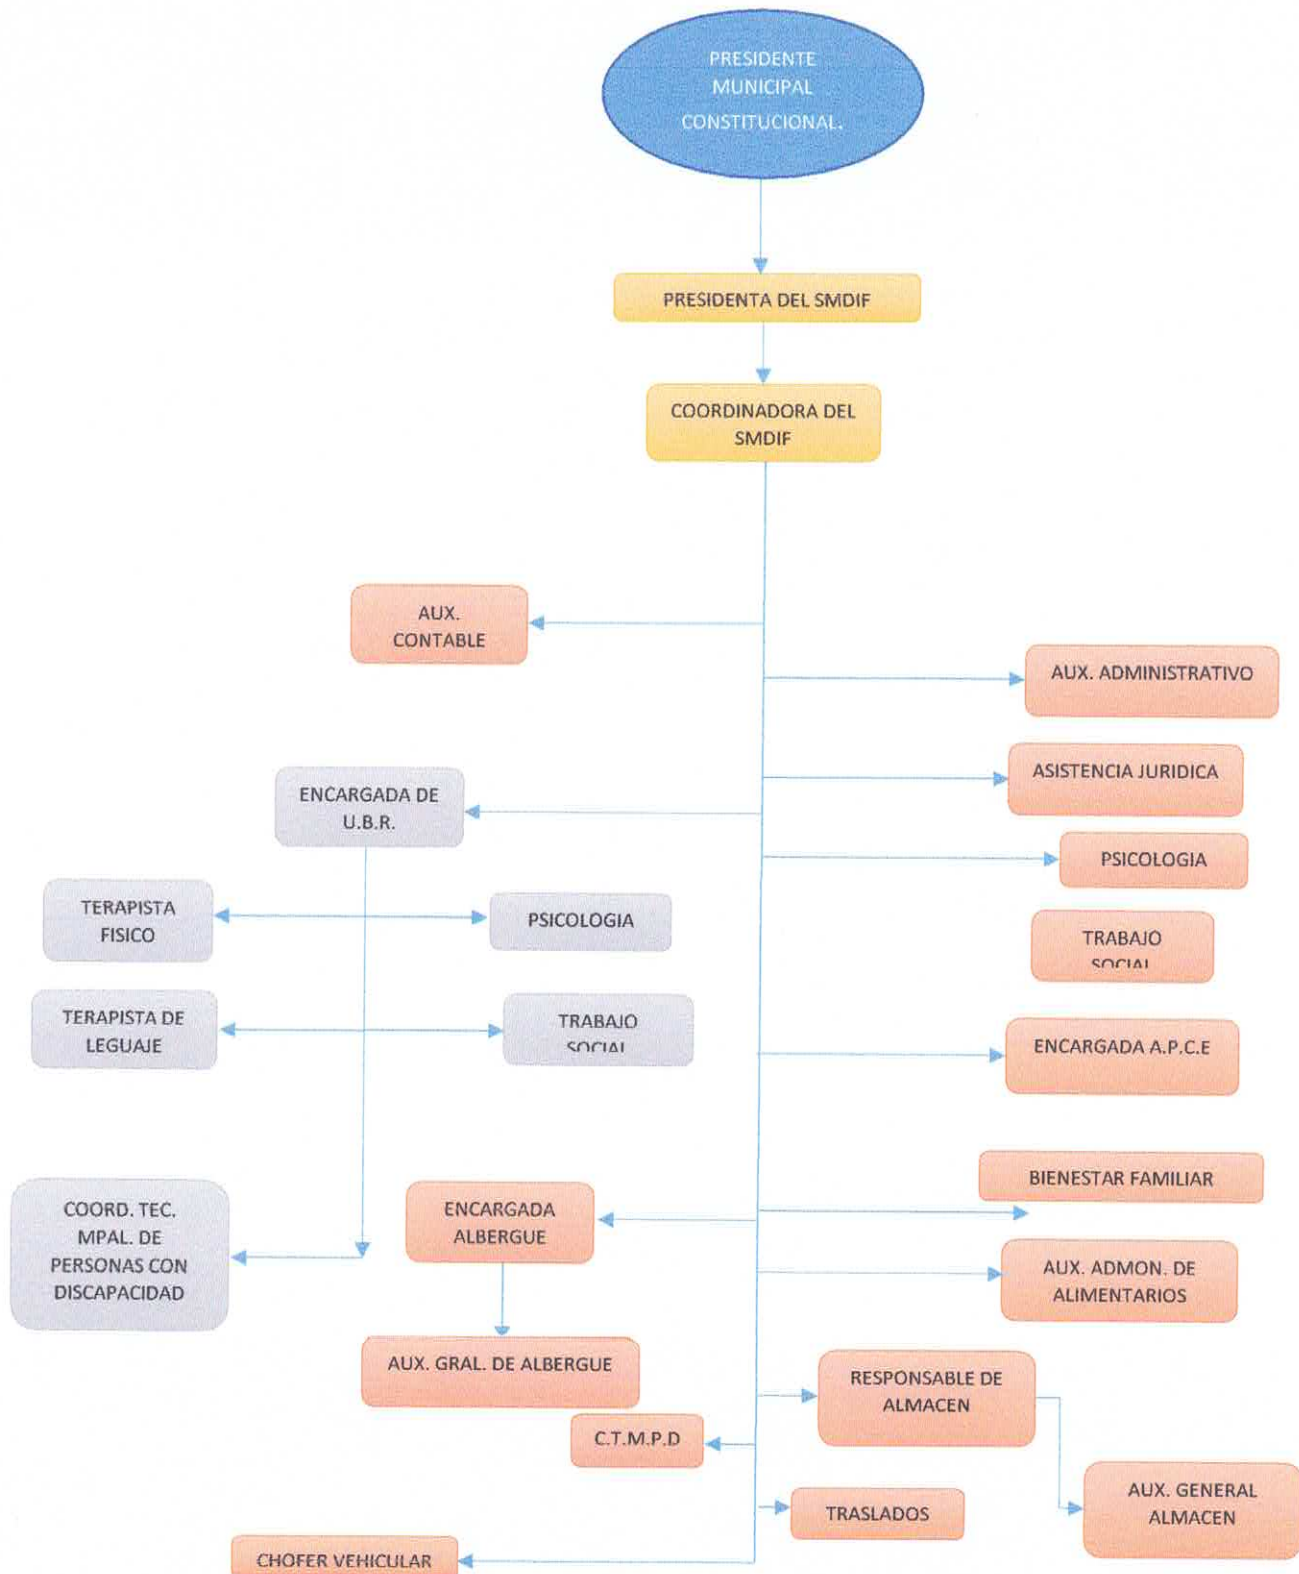 PRESIDENTE
MUNICIPAL
CONSTITUCIONAL.
PRESIDENTA DEL SMDIF
COORDINADORA DEL
SMDIF
AUX.
CONTABLE
AUX. ADMINISTRATIVO
ASISTENCIA JURIDICA
ENCARGADA DE
U.B.R.
PSICOLOGIA
TERAPISTA
FISICO
PSICOLOGIA
TRABAJO
SOCIAL
TERAPISTA DE
LEGUAJE
TRABAJO
SOCIAL
ENCARGADA A.P.C.E
BIENESTAR FAMILIAR
COORD. TEC.
MPAL. DE
PERSONAS CON
DISCAPACIDAD
ENCARGADA
ALBERGUE
AUX. ADMON. DE
ALIMENTARIOS
AUX. GRAL. DE ALBERGUE
RESPONSABLE DE
ALMACEN
C.T.M.P.D
AUX. GENERAL
ALMACEN
TRASLADOS
CHOFER VEHICULAR